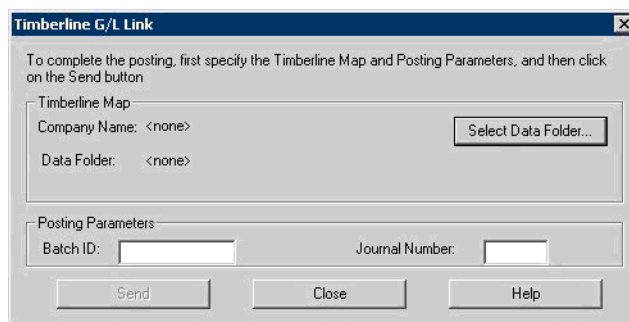 Timberline G/L Link
To complete the posting, first specify the Timberline Map and Posting Parameters, and then click
on the Send button
Timberline Map
Company Name: <none>
Select Data Folder...
Data Folder: <none>
Posting Parameters
Batch ID:
Journal Number:
Send
Close
Help